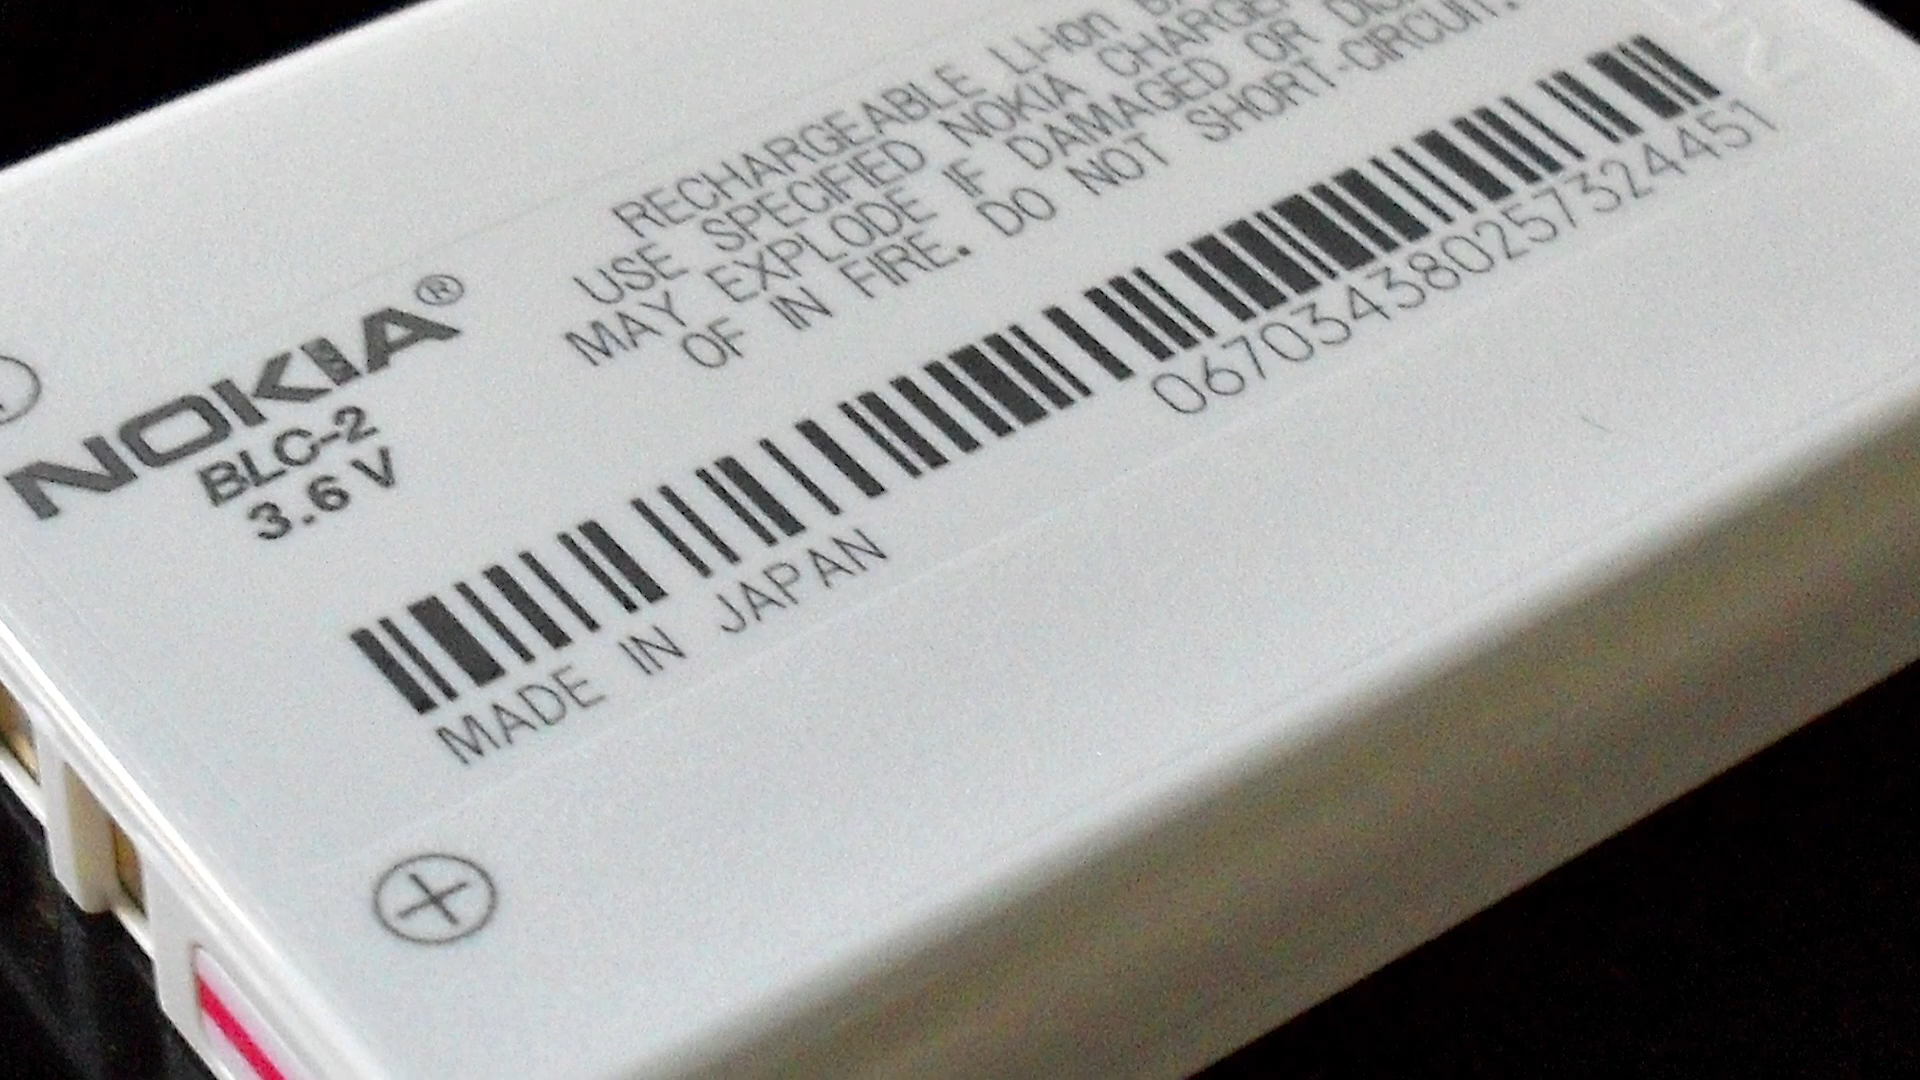 NOKIA®
BLC-2
3.6 V
RECHARGEABLE Li-ion
USE SPECIFIED NOKIA
MAY EXPLODE IF DAMAGED OR
OF IN FIRE. DO NOT SHORT-CIRCUIT.
067034380257324451
MADE IN JAPAN
+